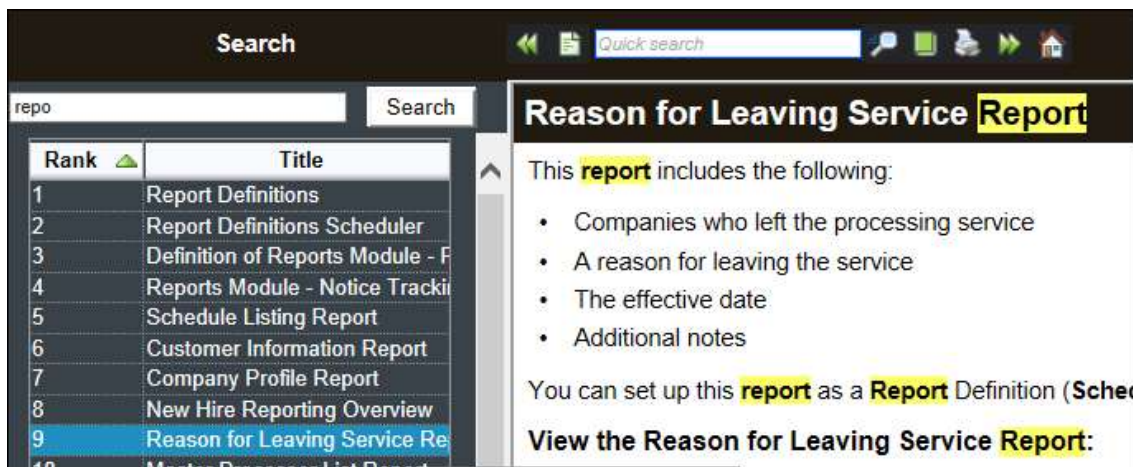 Search
Quick search
repo
Search
Rank Title
1 Report Definitions
2 Report Definitions Scheduler
3 Definition of Reports Module -
4 Reports Module - Notice
5 Schedule Listing Report
6 Customer Information Report
7 Company Profile Report
8 New Hire Reporting Overview
9 Reason for Leaving Service Re
Reason for Leaving Service Report
This report includes the following:
• Companies who left the processing service
• A reason for leaving the service
• The effective date
• Additional notes
You can set up this report as a Report Definition (Sched
View the Reason for Leaving Service Report: